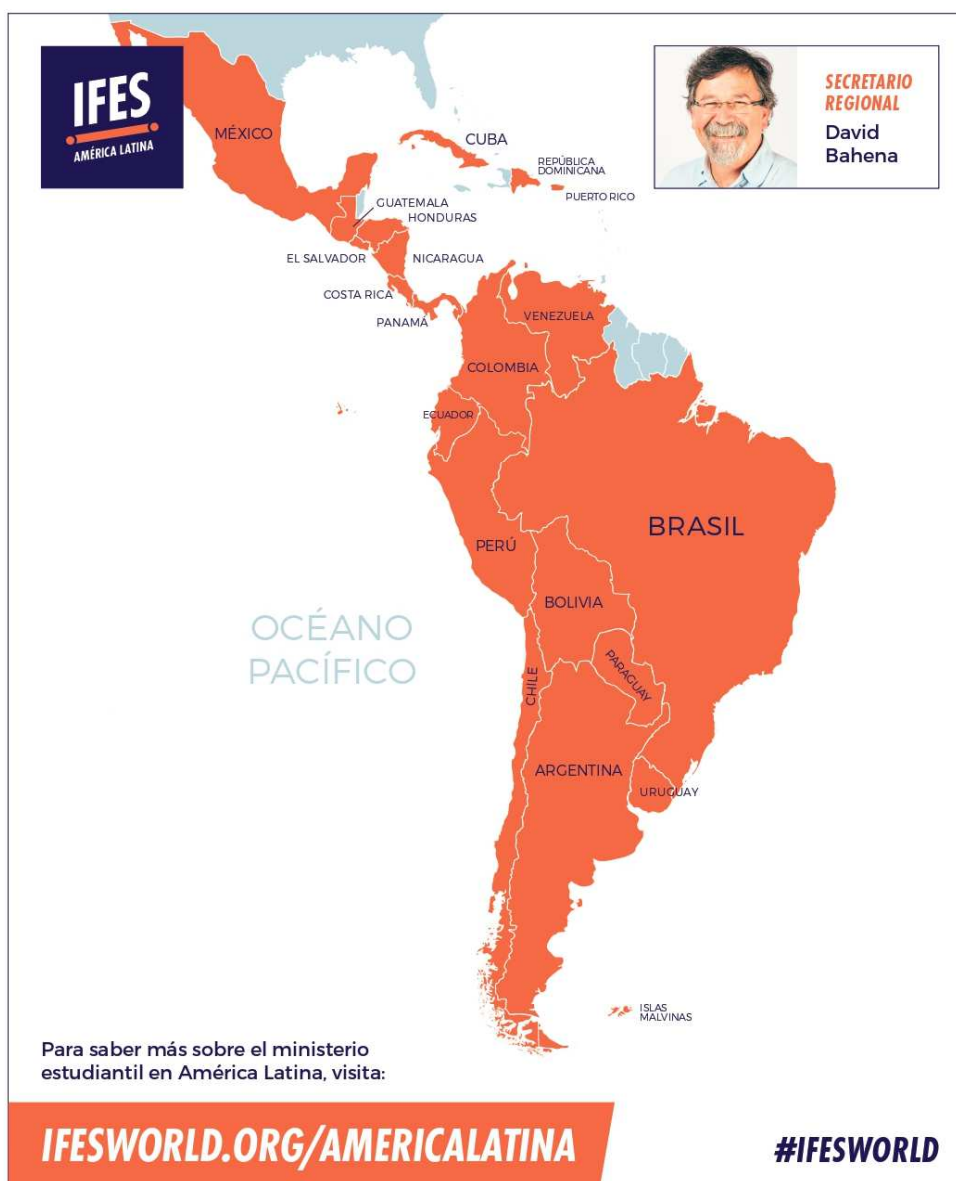 IFES
AMÉRICA LATINA
SECRETARIO
REGIONAL
David
Bahena
MÉXICO
CUBA
REPÚBLICA
DOMINICANA
PUERTO RICO
GUATEMALA
HONDURAS
EL SALVADOR
NICARAGUA
COSTA RICA
PANAMÁ
VENEZUELA
COLOMBIA
ECUADOR
BRASIL
PERÚ
BOLIVIA
OCÉANO
PACÍFICO
PARAGUAY
CHILE
ARGENTINA
URUGUAY
ISLAS
MALVINAS
Para saber más sobre el ministerio
estudiantil en América Latina, visita:
IFESWORLD.ORG/AMERICALATINA
#IFESWORLD